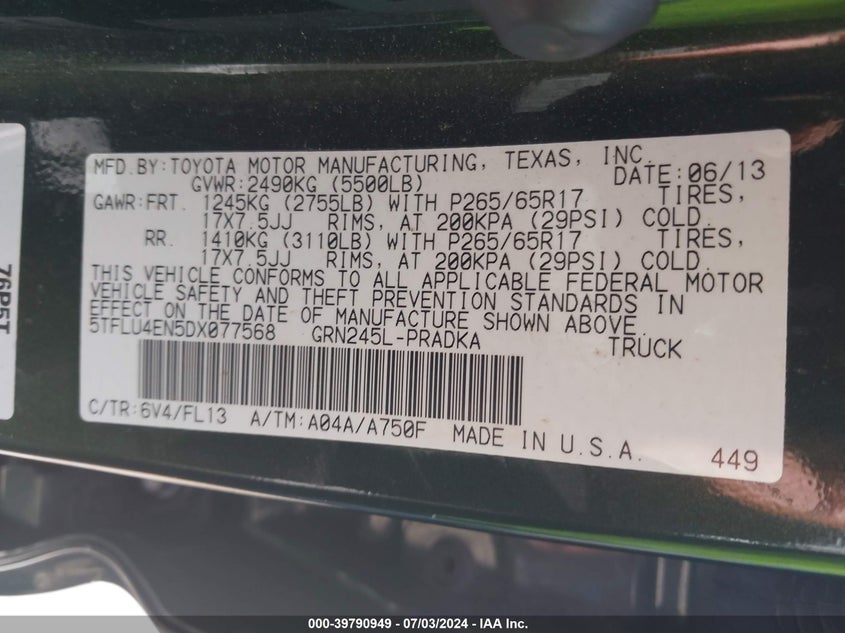 MFD.BY:TOYOTA MOTOR MANUFACTURING, TEXAS, INC.
GVWR:2490KG (5500LB) DATE:06/13
GAWR:FRT. 1245KG (2755LB) WITH P265/65R17 TIRES,
17X7.5JJ RIMS, AT 200KPA (29PSI) COLD.
RR. 1410KG (3110LB) WITH P265/65R17 TIRES,
17X7.5JJ RIMS, AT 200KPA (29PSI) COLD.
THIS VEHICLE CONFORMS TO ALL APPLICABLE FEDERAL MOTOR
VEHICLE SAFETY AND THEFT PREVENTION STANDARDS IN
EFFECT ON THE DATE OF MANUFACTURE SHOWN ABOVE.
5TFLU4EN5DX077568 GRN245L-PRADKA TRUCK
C/TR:6V4/FL13 A/TM:A04A/A750F MADE IN U.S.A.
449
76P5T
000-39790949 - 07/03/2024 - IAA Inc.